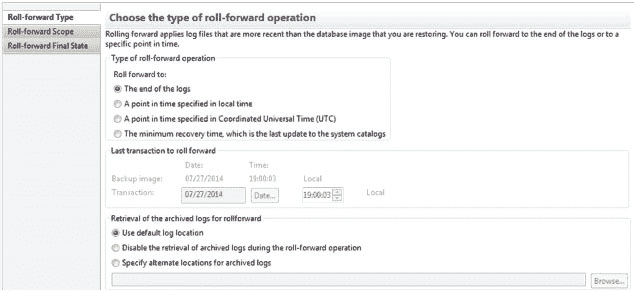 Roll-forward Type
Roll-forward Scope
Roll-forward Final State
Choose the type of roll-forward operation
Rolling forward applies log files that are more recent than the database image that you are restoring. You can roll forward to the end of the logs or to a
specific point in time.
Type of roll-forward operation
Roll forward to:
The end of the logs
A point in time specified in local time
A point in time specified in Coordinated Universal Time (UTC)
The minimum recovery time, which is the last update to the system catalogs
Last transaction to roll forward
Date: Time:
Backup image: 07/27/2014 19:00:03 Local
Transaction: 07/27/2014 Date... 19:00:03 Local
Retrieval of the archived logs for rollforward
Use default log location
Disable the retrieval of archived logs during the roll-forward operation
Specify alternate locations for archived logs
Browse...